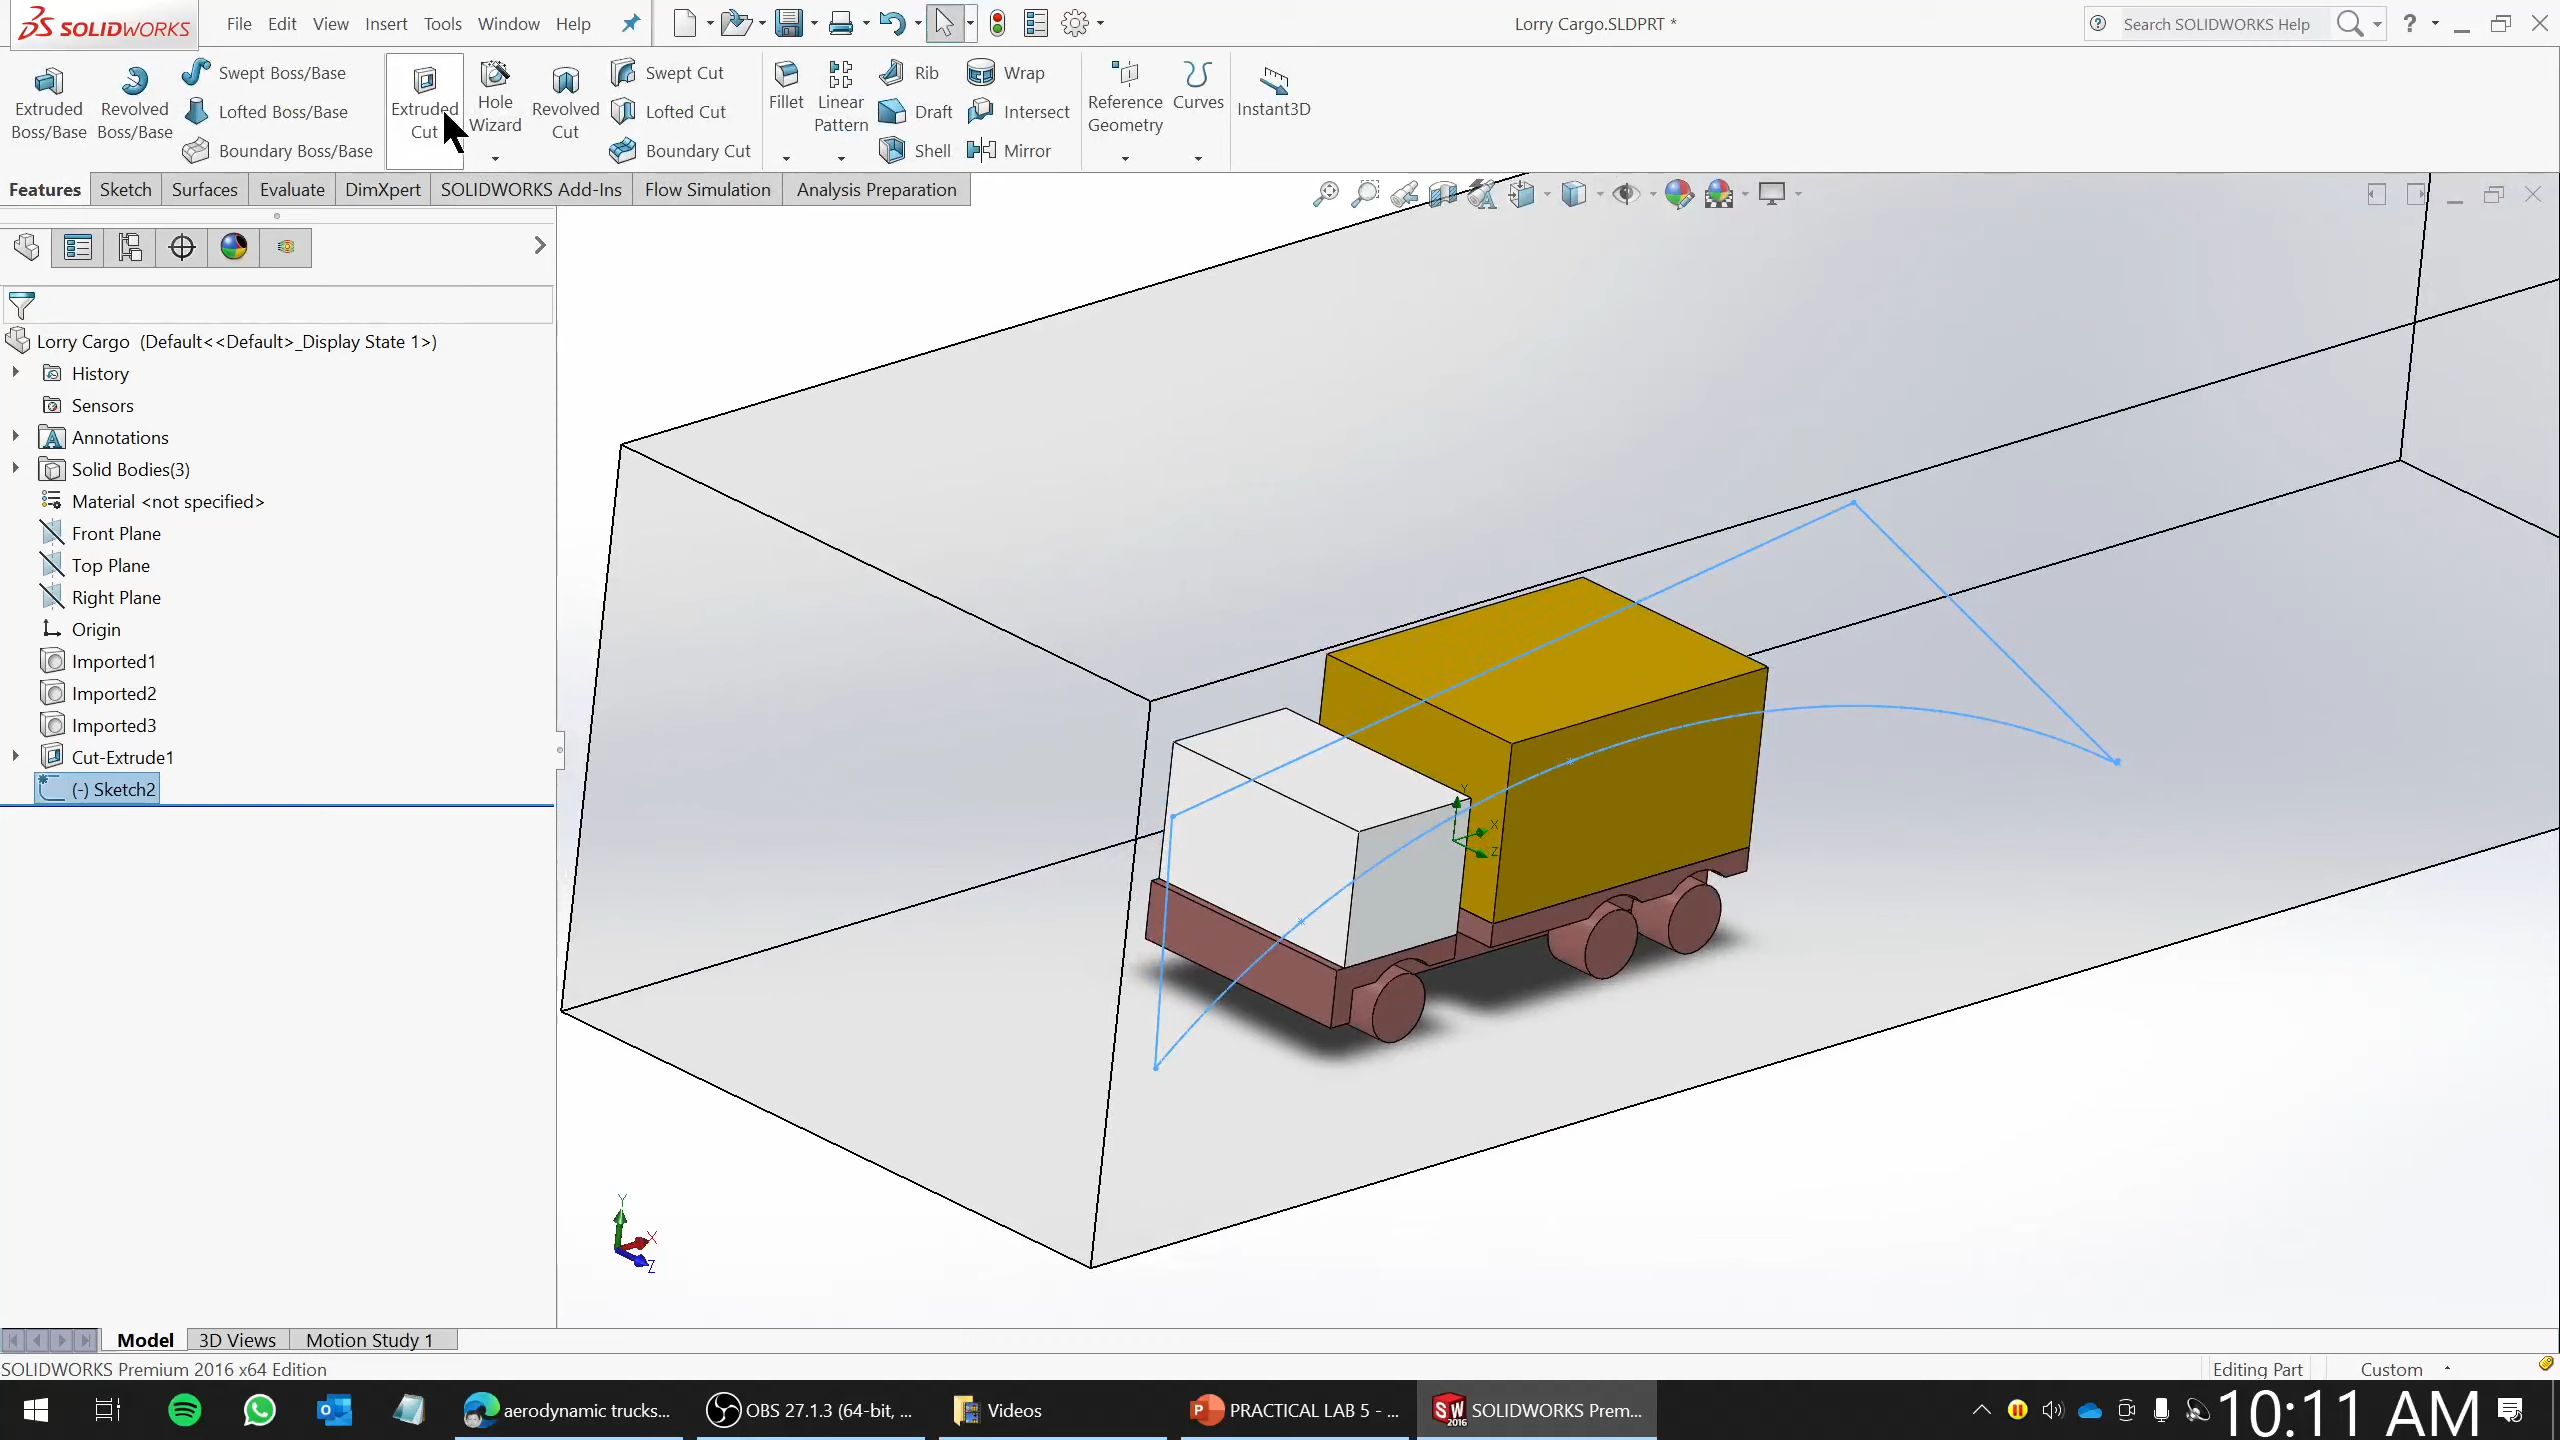 SOLIDWORKS File Edit View Insert Tools Window Help Lorry Cargo.SLDPRT * Search SOLIDWORKS Help ?
Extruded Boss/Base
Revolved Boss/Base
Swept Boss/Base
Lofted Boss/Base
Boundary Boss/Base
Extruded Cut
Hole Wizard
Revolved Cut
Swept Cut
Lofted Cut
Boundary Cut
Fillet
Linear Pattern
Rib
Draft
Shell
Wrap
Intersect
Mirror
Reference Geometry
Curves
Instant3D
Features Sketch Surfaces Evaluate DimXpert SOLIDWORKS Add-Ins Flow Simulation Analysis Preparation
Lorry Cargo (Default<<Default>_Display State 1>)
History
Sensors
Annotations
Solid Bodies(3)
Material <not specified>
Front Plane
Top Plane
Right Plane
Origin
Imported1
Imported2
Imported3
Cut-Extrude1
(-) Sketch2
Y
X
Z
Y
X
Z
Model 3D Views Motion Study 1
SOLIDWORKS Premium 2016 x64 Edition Editing Part Custom
aerodynamic trucks... OBS 27.1.3 (64-bit, ... Videos PRACTICAL LAB 5 - ... SOLIDWORKS Prem... 10:11 AM